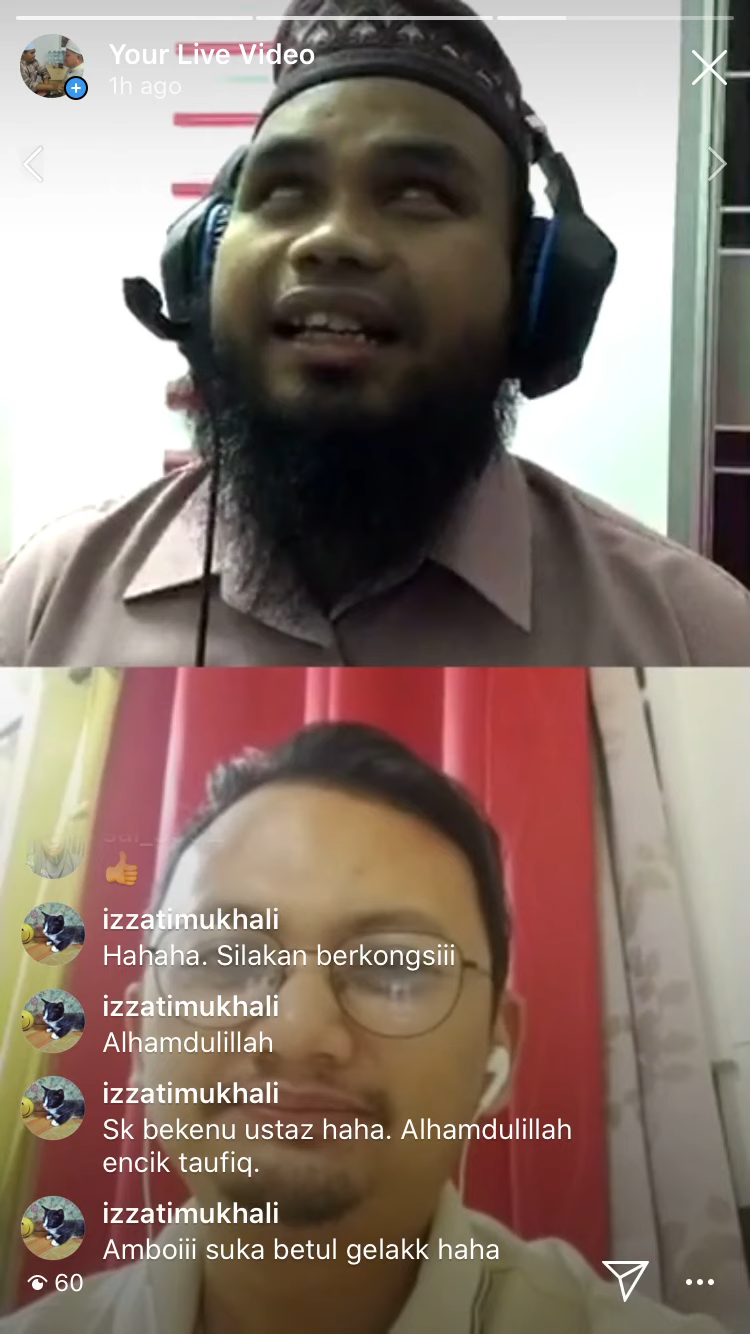 Your Live Video
1h ago
izzatimukhali
Hahaha. Silakan berkongsiii
izzatimukhali
Alhamdulillah
izzatimukhali
Sk bekenu ustaz haha. Alhamdulillah
encik taufiq.
izzatimukhali
Amboiii suka betul gelakk haha
60